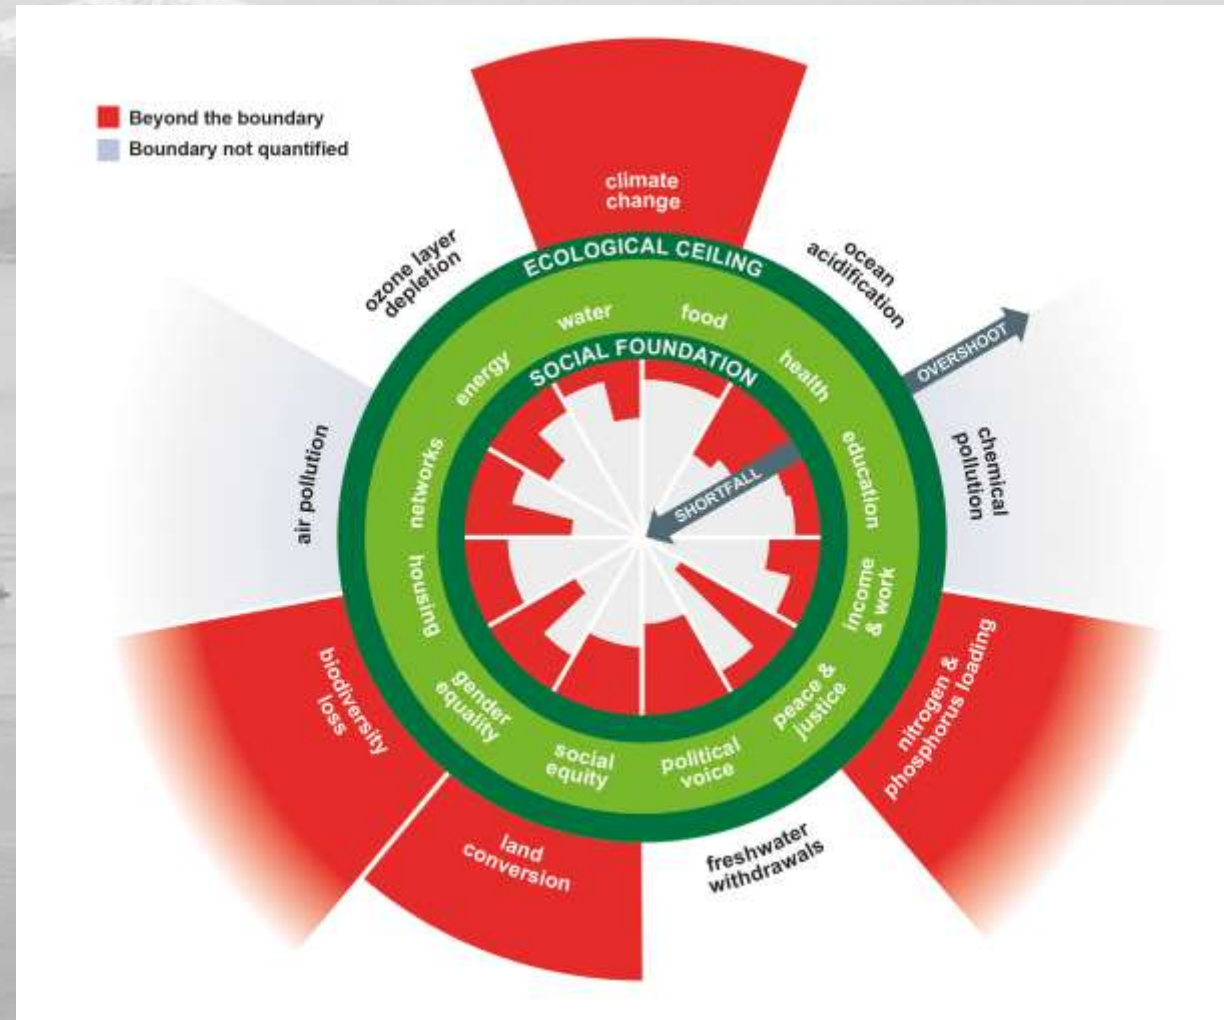 Beyond the boundary
Boundary not quantified
climate
change
ozone layer
depletion
ocean
acidification
ECOLOGICAL CEILING
water
food
OVERSHOOT
SOCIAL FOUNDATION
energy
health
air pollution
networks
SHORTFALL
education
chemical
pollution
housing
income
& work
biodiversity
loss
gender
equality
social
equity
political
voice
peace &
justice
nitrogen &
phosphorus loading
land
conversion
freshwater
withdrawals